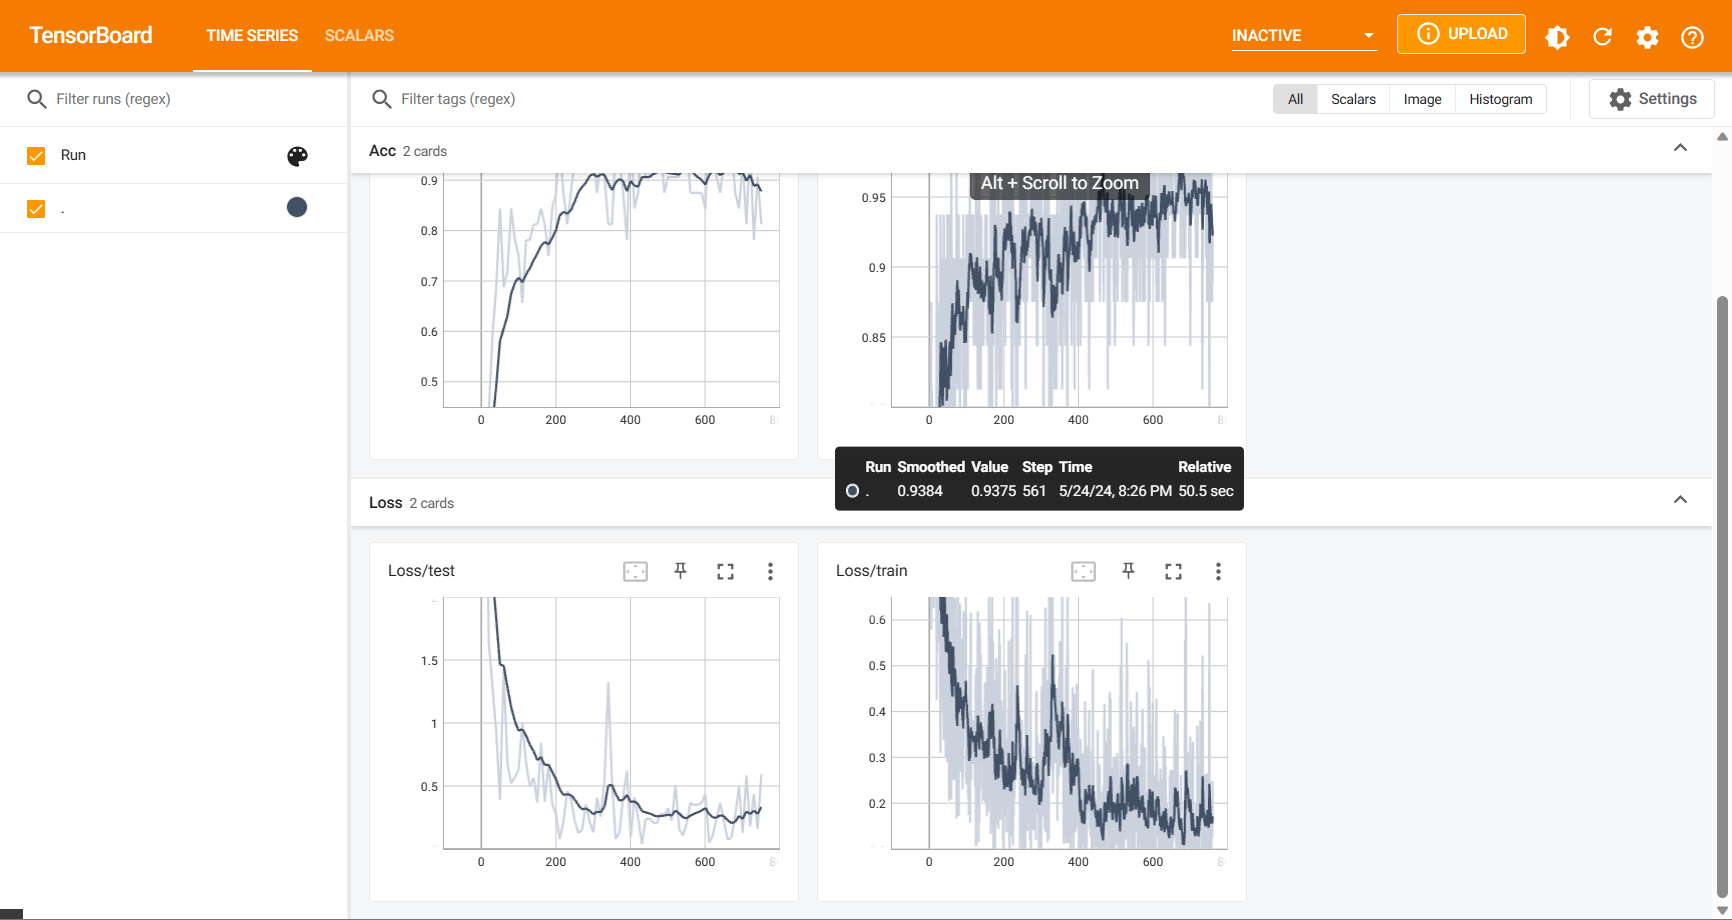 TensorBoard TIME SERIES SCALARS INACTIVE UPLOAD
Filter runs (regex)
Filter tags (regex)
All Scalars Image Histogram Settings
Run
.
Acc 2 cards
0.9
0.8
0.7
0.6
0.5
0 200 400 600
Alt + Scroll to Zoom
0.95
0.9
0.85
0 200 400 600
Run Smoothed Value Step Time Relative
. 0.9384 0.9375 561 5/24/24, 8:26 PM 50.5 sec
Loss 2 cards
Loss/test
1.5
1
0.5
0 200 400 600
Loss/train
0.6
0.5
0.4
0.3
0.2
0 200 400 600